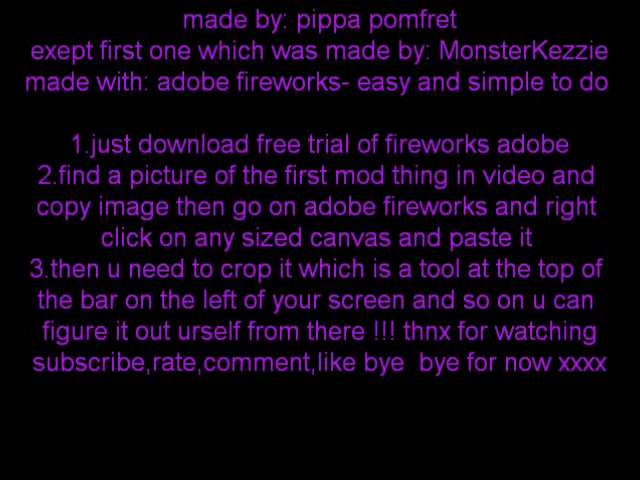 made by: pippa pomfret
exept first one which was made by: MonsterKezzie
made with: adobe fireworks- easy and simple to do
1.just download free trial of fireworks adobe
2.find a picture of the first mod thing in video and
copy image then go on adobe fireworks and right
click on any sized canvas and paste it
3.then u need to crop it which is a tool at the top of
the bar on the left of your screen and so on u can
figure it out urself from there !!! thnx for watching
subscribe,rate,comment,like bye  bye for now xxxx